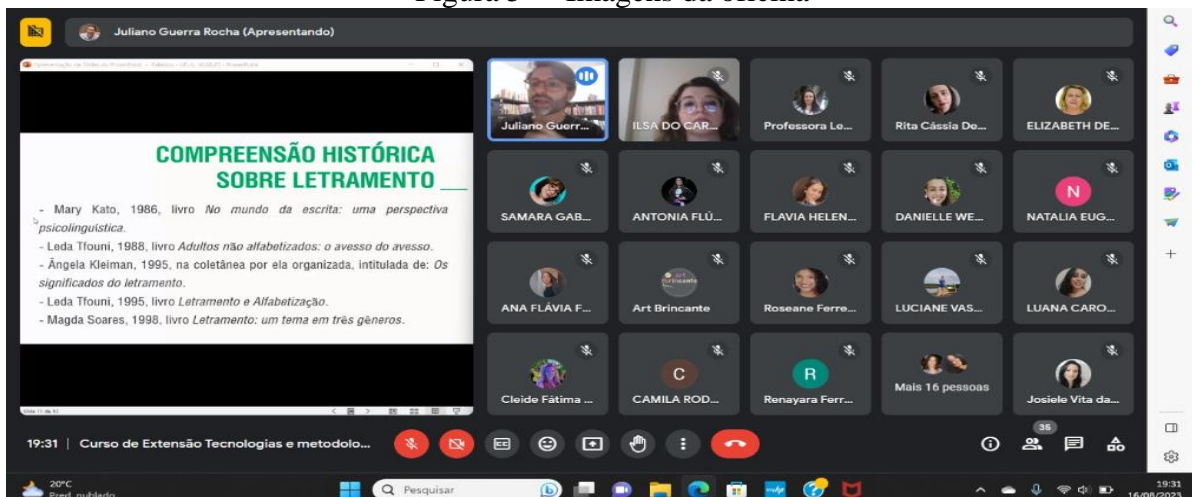 Juliano Guerra Rocha (Apresentando)
COMPREENSÃO HISTÓRICA
SOBRE LETRAMENTO
- Mary Kato, 1986, livro No mundo da escrita: uma perspectiva
psicolinguística.
- Leda Tfouni, 1988, livro Adultos não alfabetizados: o avesso do avesso.
- Ângela Kleiman, 1995, na coletânea por ela organizada, intitulada de: Os
significados do letramento.
- Leda Tfouni, 1995, livro Letramento e Alfabetização.
- Magda Soares, 1998, livro Letramento: um tema em três gêneros.
Juliano Guerr...
ILSA DO CAR...
Professora Le...
Rita Cássia De...
ELIZABETH DE...
SAMARA GAB...
ANTONIA FLÚ...
FLAVIA HELEN...
DANIELLE WE...
N
NATALIA EUG...
ANA FLÁVIA F...
Art Brincante
Roseane Ferre...
LUCIANE VAS...
LUANA CARO...
Cleide Fátima ...
C
CAMILA ROD...
R
Renayara Ferr...
Mais 16 pessoas
Josiele Vita da...
19:31 | Curso de Extensão Tecnologias e metodolo...
36
20°C
Pred. nublado
Pesquisar
19:31
16/08/2023